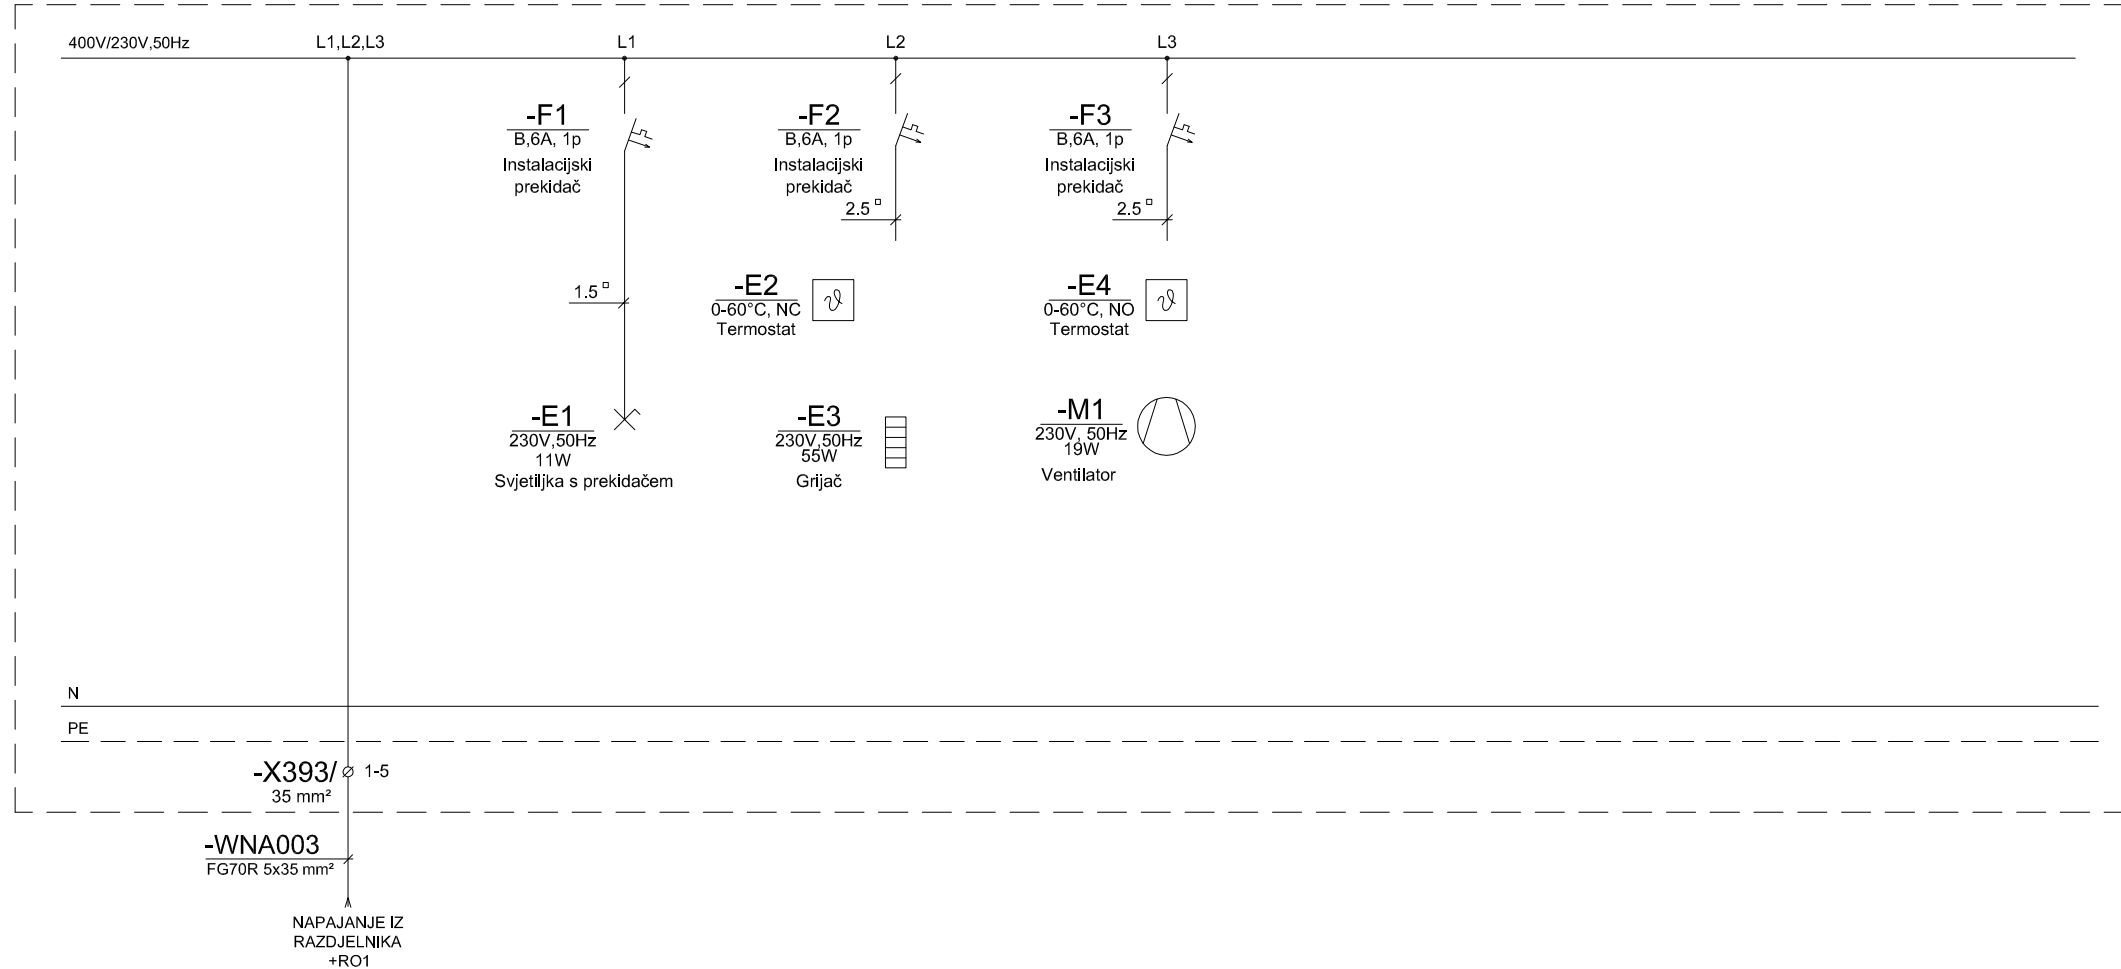 400V/230V,50Hz
L1,L2,L3
L1
L2
L3
-F1
B,6A, 1p
Instalacijski
prekidač
-F2
B,6A, 1p
Instalacijski
prekidač
-F3
B,6A, 1p
Instalacijski
prekidač
2.5
2.5
1.5
-E2
0-60°C, NC
Termostat
ϑ
-E4
0-60°C, NO
Termostat
ϑ
-E1
230V,50Hz
11W
Svjetiljka s prekidačem
-E3
230V,50Hz
55W
Grijač
-M1
230V, 50Hz
19W
Ventilator
N
PE
-X393/ 1-5
35 mm²
-WNA003
FG70R 5x35 mm²
NAPAJANJE IZ
RAZDJELNIKA
+RO1